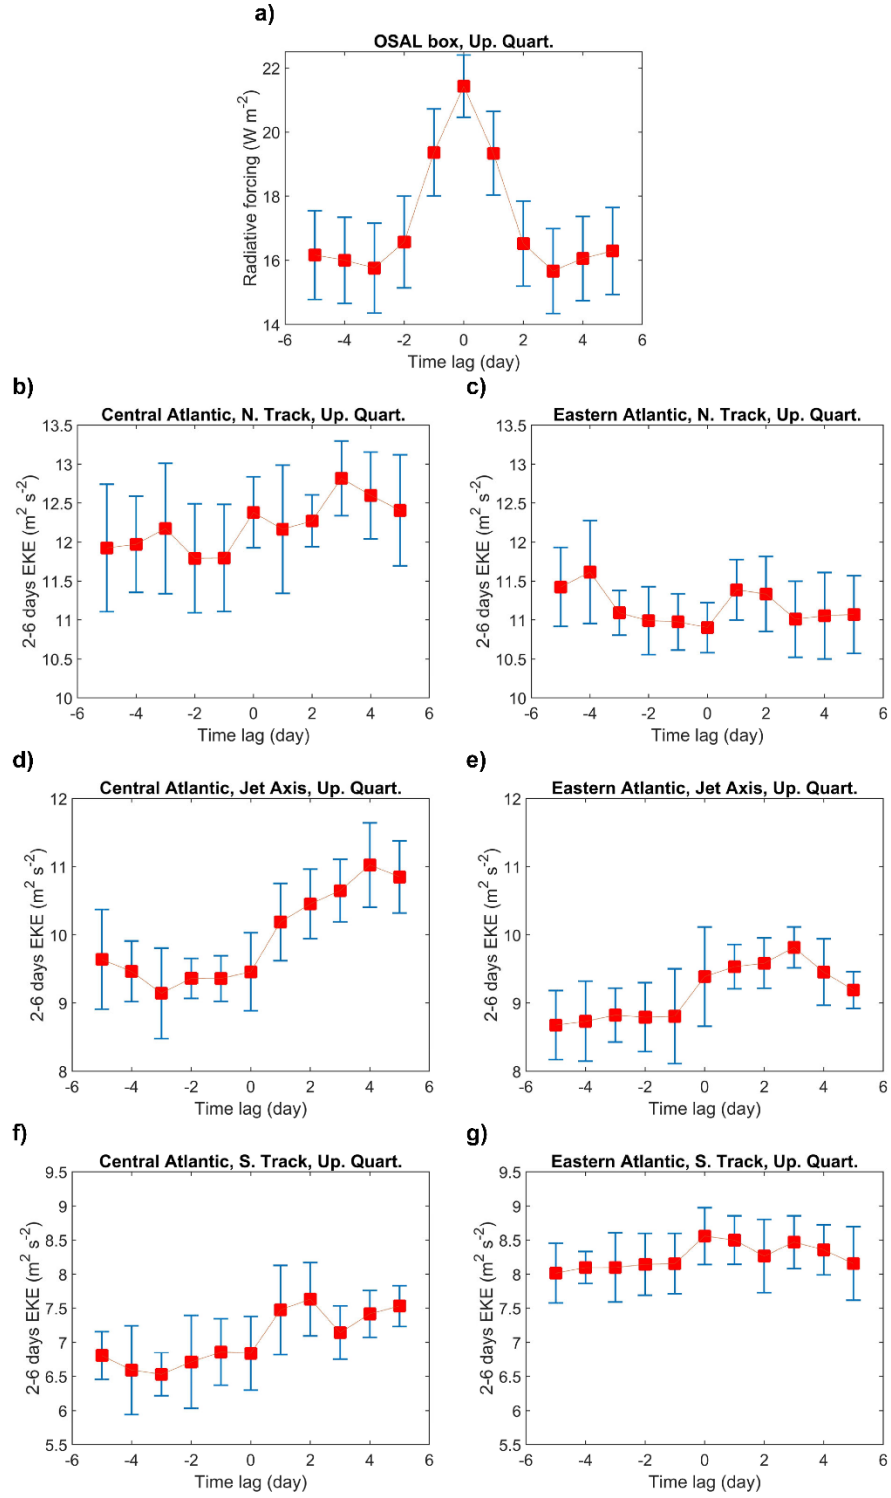 a)
OSAL box, Up. Quart.
Radiative forcing (W m⁻²)
22
20
18
16
14
-6 -4 -2 0 2 4 6
Time lag (day)
b)
Central Atlantic, N. Track, Up. Quart.
2-6 days EKE (m² s⁻²)
13.5
13
12.5
12
11.5
11
10.5
10
-6 -4 -2 0 2 4 6
Time lag (day)
c)
Eastern Atlantic, N. Track, Up. Quart.
2-6 days EKE (m² s⁻²)
13.5
13
12.5
12
11.5
11
10.5
10
-6 -4 -2 0 2 4 6
Time lag (day)
d)
Central Atlantic, Jet Axis, Up. Quart.
2-6 days EKE (m² s⁻²)
12
11
10
9
8
-6 -4 -2 0 2 4 6
Time lag (day)
e)
Eastern Atlantic, Jet Axis, Up. Quart.
2-6 days EKE (m² s⁻²)
12
11
10
9
8
-6 -4 -2 0 2 4 6
Time lag (day)
f)
Central Atlantic, S. Track, Up. Quart.
2-6 days EKE (m² s⁻²)
9.5
9
8.5
8
7.5
7
6.5
6
5.5
-6 -4 -2 0 2 4 6
Time lag (day)
g)
Eastern Atlantic, S. Track, Up. Quart.
2-6 days EKE (m² s⁻²)
9.5
9
8.5
8
7.5
7
6.5
6
5.5
-6 -4 -2 0 2 4 6
Time lag (day)